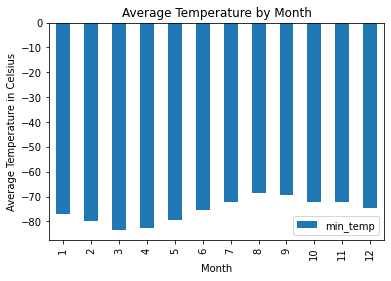 Average Temperature by Month
Average Temperature in Celsius
0
−10
−20
−30
−40
−50
−60
−70
−80
min_temp
1 2 3 4 5 6 7 8 9 10 11 12
Month